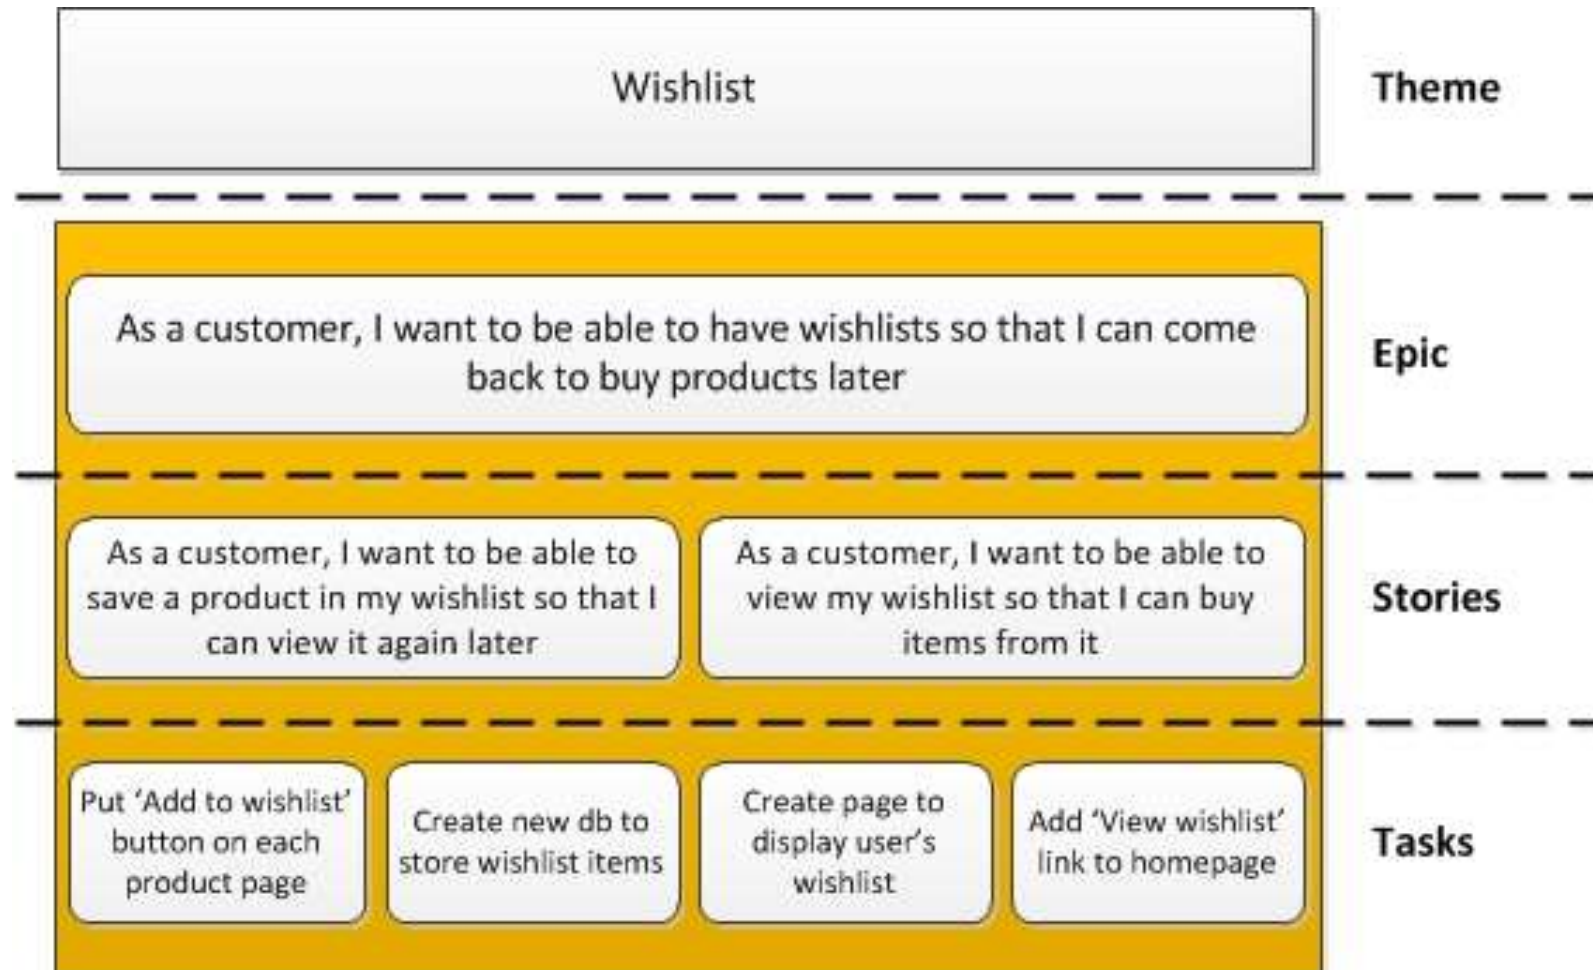 Wishlist
Theme
As a customer, I want to be able to have wishlists so that I can come
back to buy products later
Epic
As a customer, I want to be able to
save a product in my wishlist so that I
can view it again later
As a customer, I want to be able to
view my wishlist so that I can buy
items from it
Stories
Put ‘Add to wishlist’
button on each
product page
Create new db to
store wishlist items
Create page to
display user’s
wishlist
Add ‘View wishlist’
link to homepage
Tasks